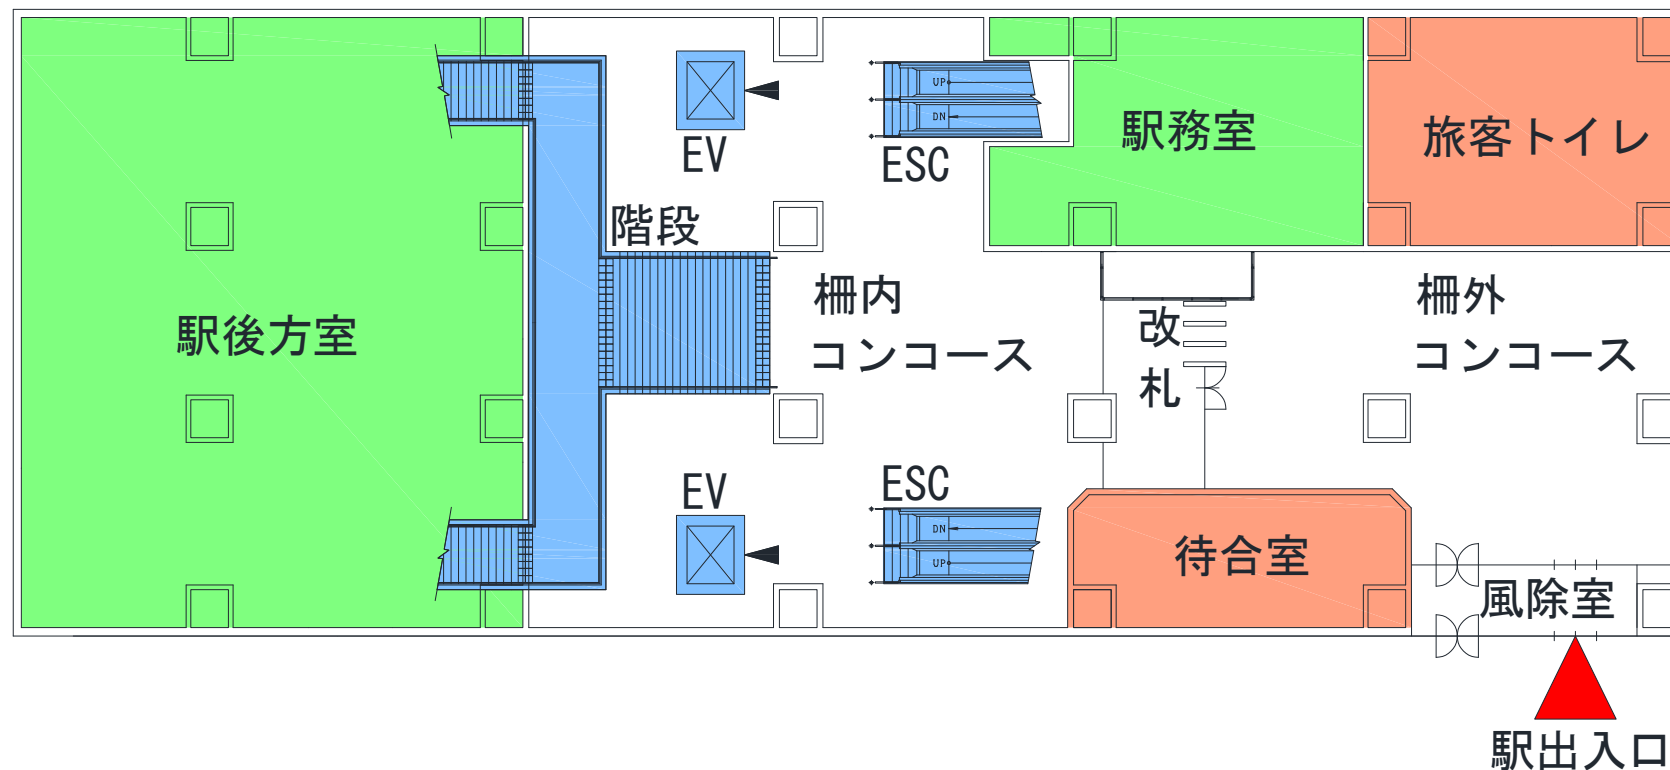 EV
UP
DN
ESC
駅務室
旅客トイレ
階段
駅後方室
柵内
コンコース
改
札
柵外
コンコース
EV
ESC
DN
UP
待合室
風除室
駅出入口